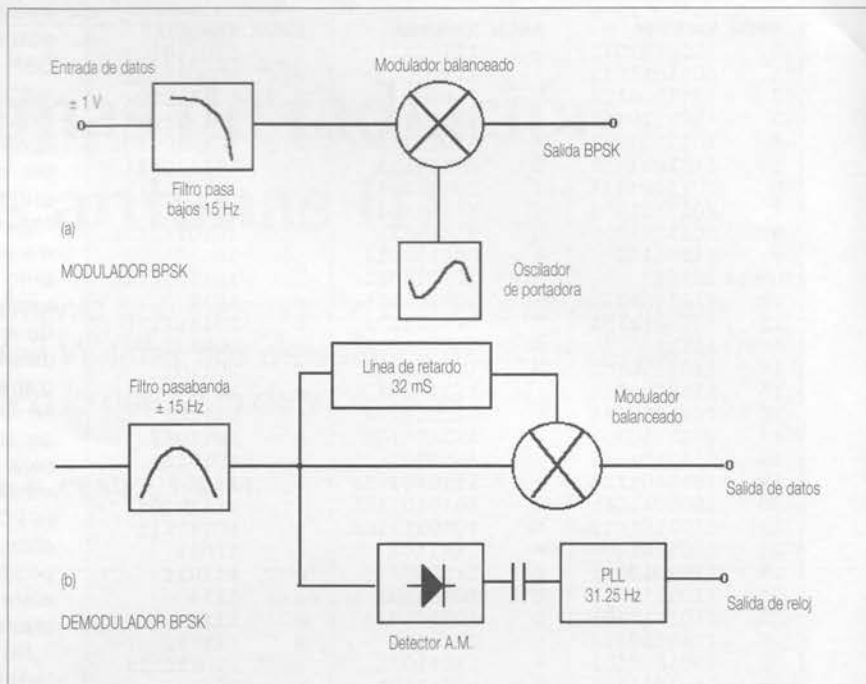 Entrada de datos
± 1 V
Modulador balanceado
Salida BPSK
Filtro pasa
bajos 15 Hz
(a)
MODULADOR BPSK
Oscilador
de portadora
Línea de retardo
32 mS
Filtro pasabanda
± 15 Hz
Modulador
balanceado
Salida de datos
(b)
DEMODULADOR BPSK
Detector A.M.
PLL
31.25 Hz
Salida de reloj